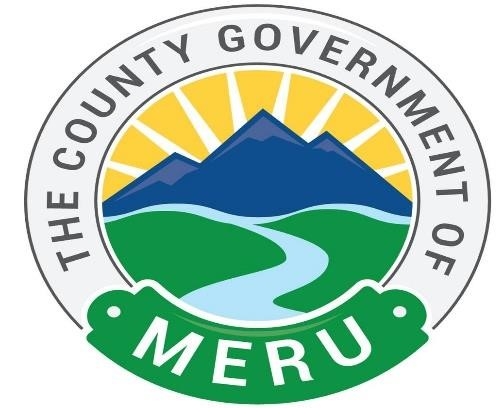 THE COUNTY GOVERNMENT OF
MERU